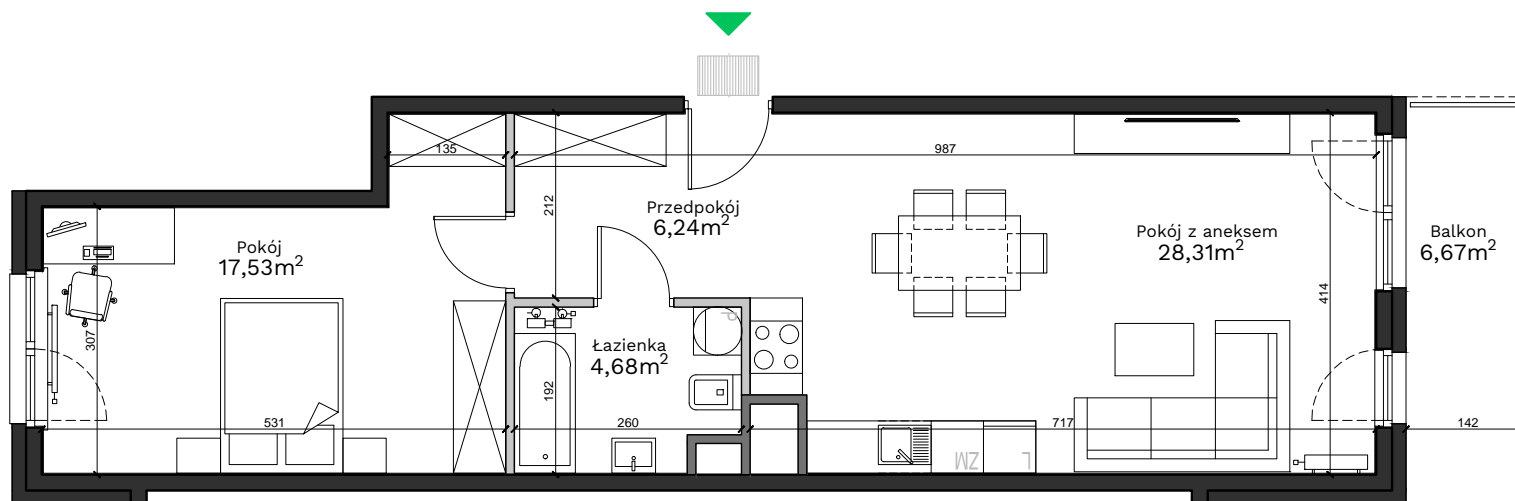 135
987
212
Przedpokój
6,24m²
Pokój
17,53m²
Pokój z aneksem
28,31m²
Balkon
6,67m²
414
307
Łazienka
4,68m²
P
192
531
260
717
142
ZM
L